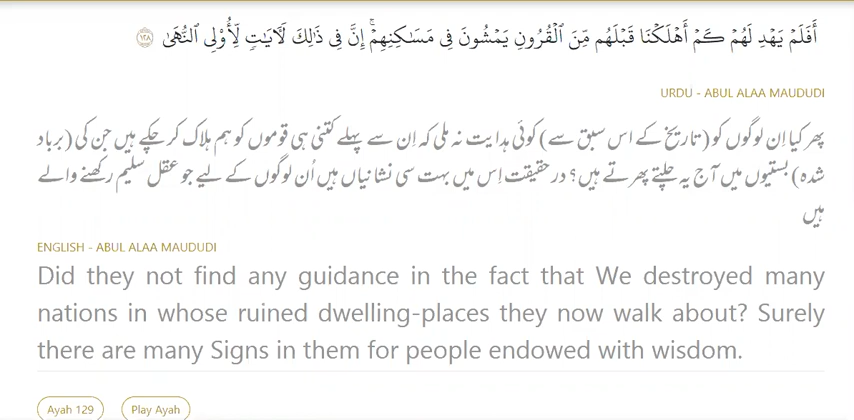 أَفَلَمْ يَهْدِ لَهُمْ كَمْ أَهْلَكْنَا قَبْلَهُم مِّنَ ٱلْقُرُونِ يَمْشُونَ فِى مَسَـٰكِنِهِمْ ۗ إِنَّ فِى ذَٰلِكَ لَـَٔايَـٰتٍ لِّأُو۟لِى ٱلنُّهَىٰ ١٢٨
URDU - ABUL ALAA MAUDUDI
پھر کیا اِن لوگوں کو (تاریخ کے اس سبق سے) کوئی ہدایت نہ ملی کہ اِن سے پہلے کتنی ہی قوموں کو ہم ہلاک کر چکے ہیں جن کی (برباد
شدہ) بستیوں میں آج یہ چلتے پھرتے ہیں؟ در حقیقت اِس میں بہت سی نشانیاں ہیں اُن لوگوں کے لیے جو عقل سلیم رکھنے والے
ہیں
ENGLISH - ABUL ALAA MAUDUDI
Did they not find any guidance in the fact that We destroyed many
nations in whose ruined dwelling-places they now walk about? Surely
there are many Signs in them for people endowed with wisdom.
Ayah 129 Play Ayah